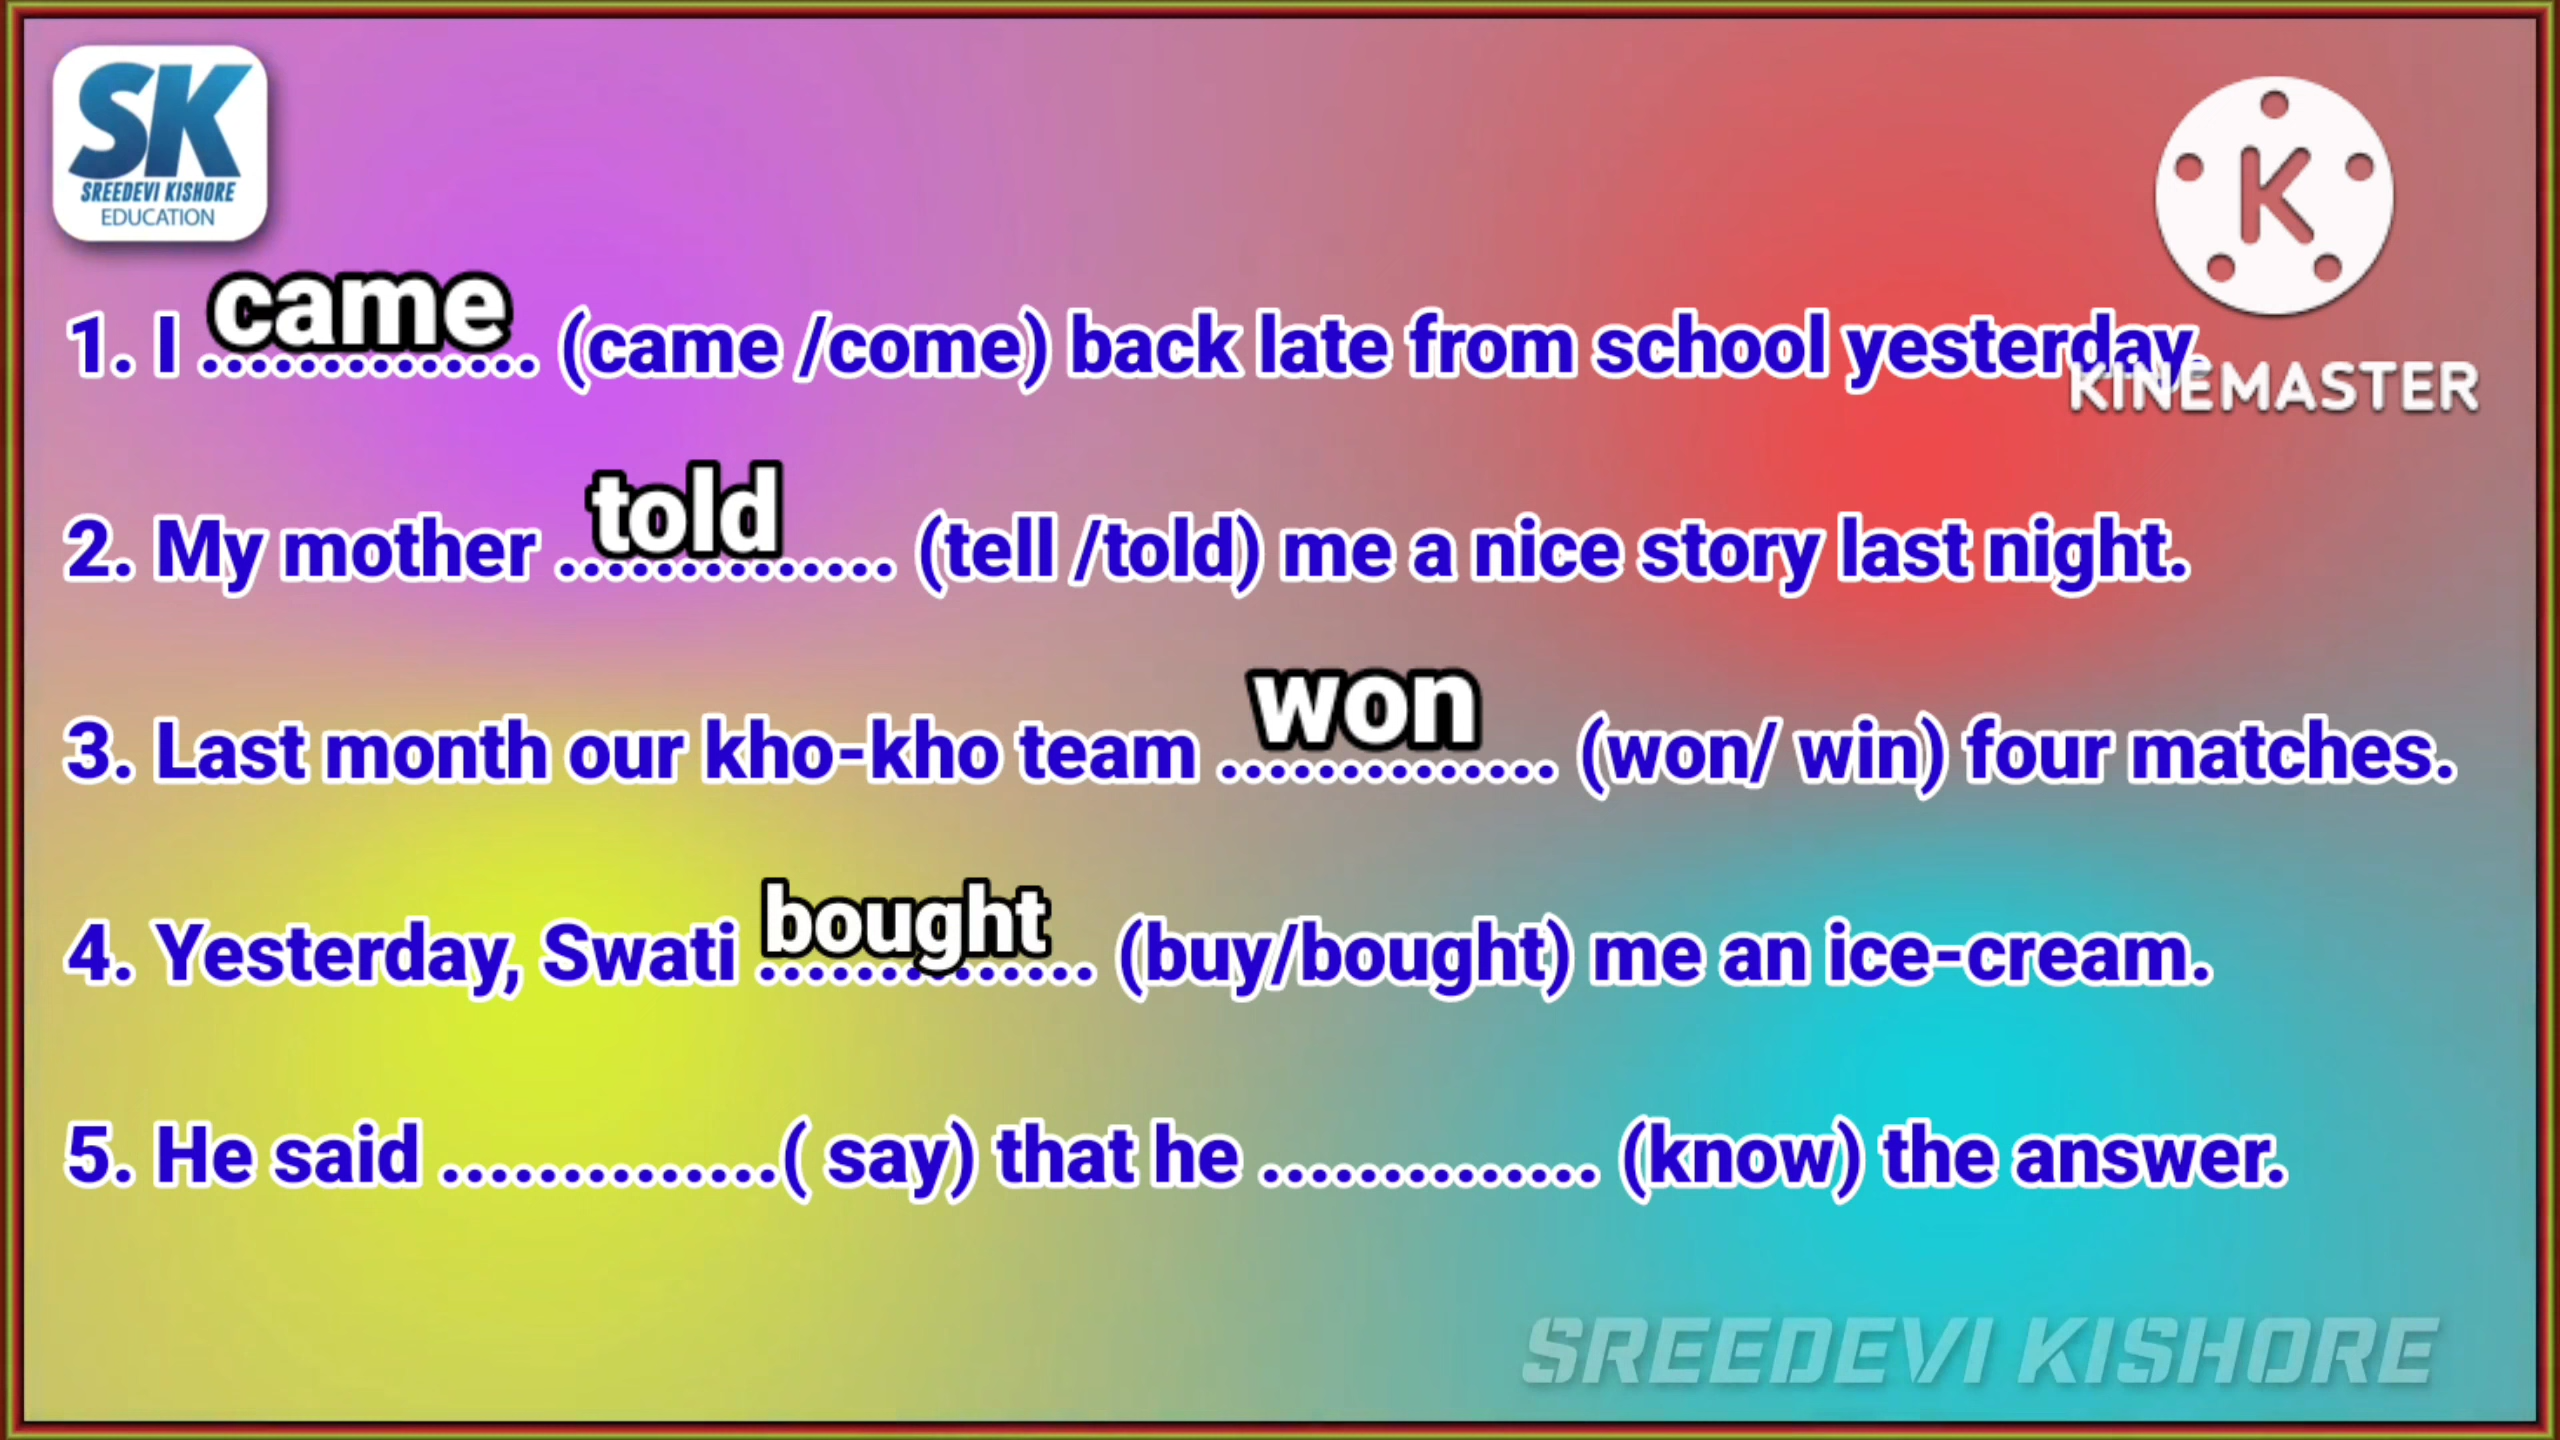 SK
SREEDEVI KISHORE
EDUCATION
K
KINEMASTER
1. I .............. (came /come) back late from school yesterday.
came
2. My mother .............. (tell /told) me a nice story last night.
told
3. Last month our kho-kho team .............. (won/ win) four matches.
won
4. Yesterday, Swati .............. (buy/bought) me an ice-cream.
bought
5. He said ..............( say) that he .............. (know) the answer.
SREEDEVI KISHORE